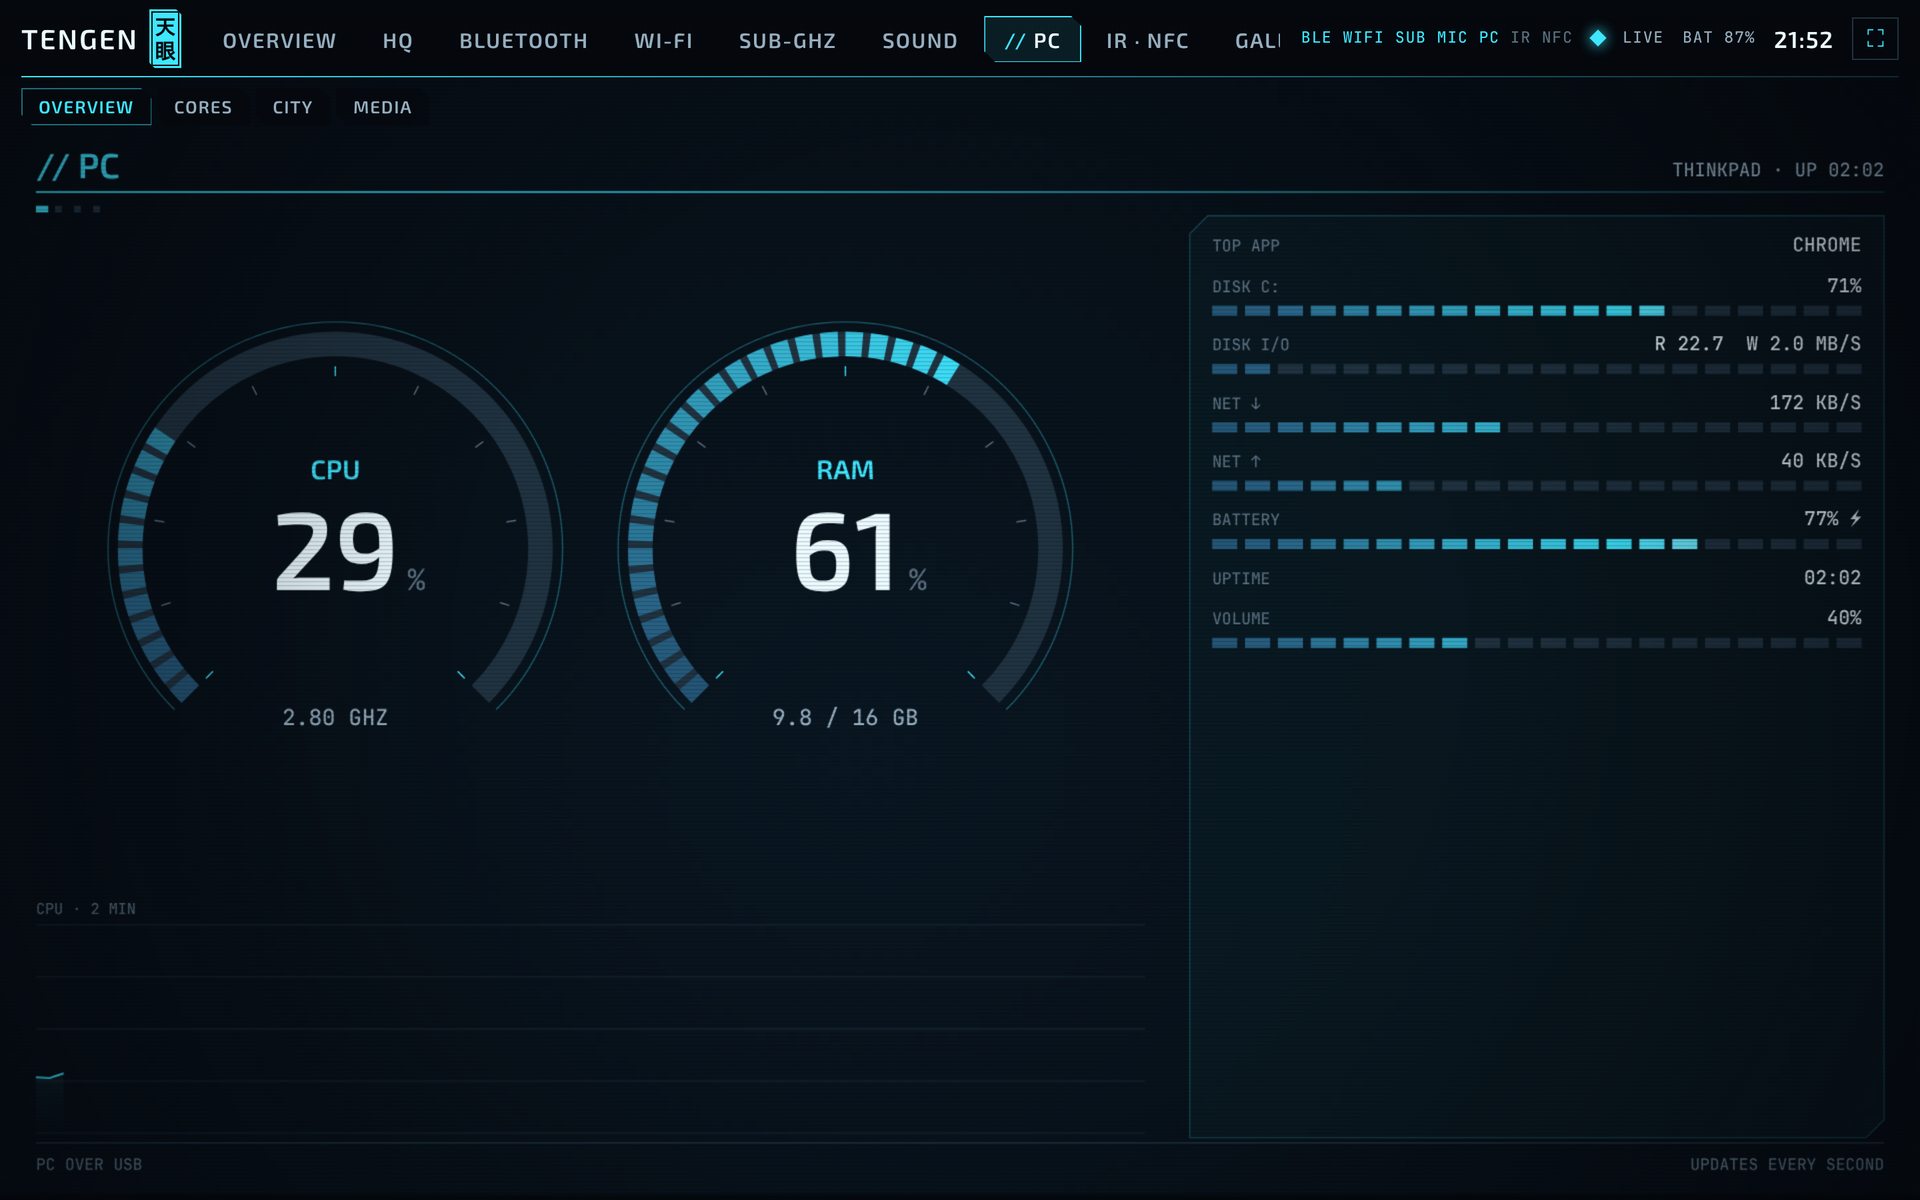 TENGEN 天眼 OVERVIEW HQ BLUETOOTH WI-FI SUB-GHZ SOUND // PC IR · NFC BLE WIFI SUB MIC PC IR NFC LIVE BAT 87% 21:52
OVERVIEW CORES CITY MEDIA
// PC
THINKPAD · UP 02:02
CPU
29 %
2.80 GHZ
RAM
61 %
9.8 / 16 GB
TOP APP CHROME
DISK C: 71%
DISK I/O R 22.7 W 2.0 MB/S
NET ↓ 172 KB/S
NET ↑ 40 KB/S
BATTERY 77%
UPTIME 02:02
VOLUME 40%
CPU · 2 MIN
PC OVER USB
UPDATES EVERY SECOND